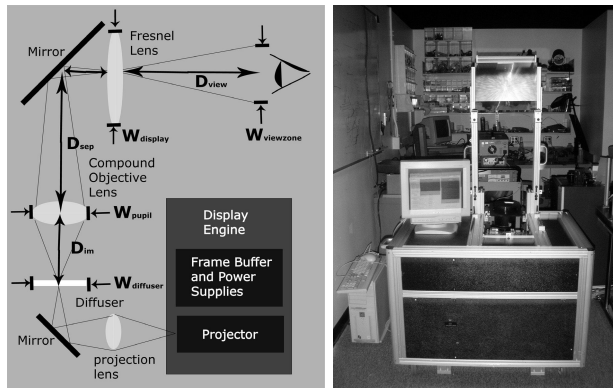 Mirror
Fresnel
Lens
Dview
Wdisplay
Wviewzone
Dsep
Compound
Objective
Lens
Wpupil
Dim
Display
Engine
Frame Buffer
and Power
Supplies
Wdiffuser
Diffuser
Projector
Mirror
projection
lens